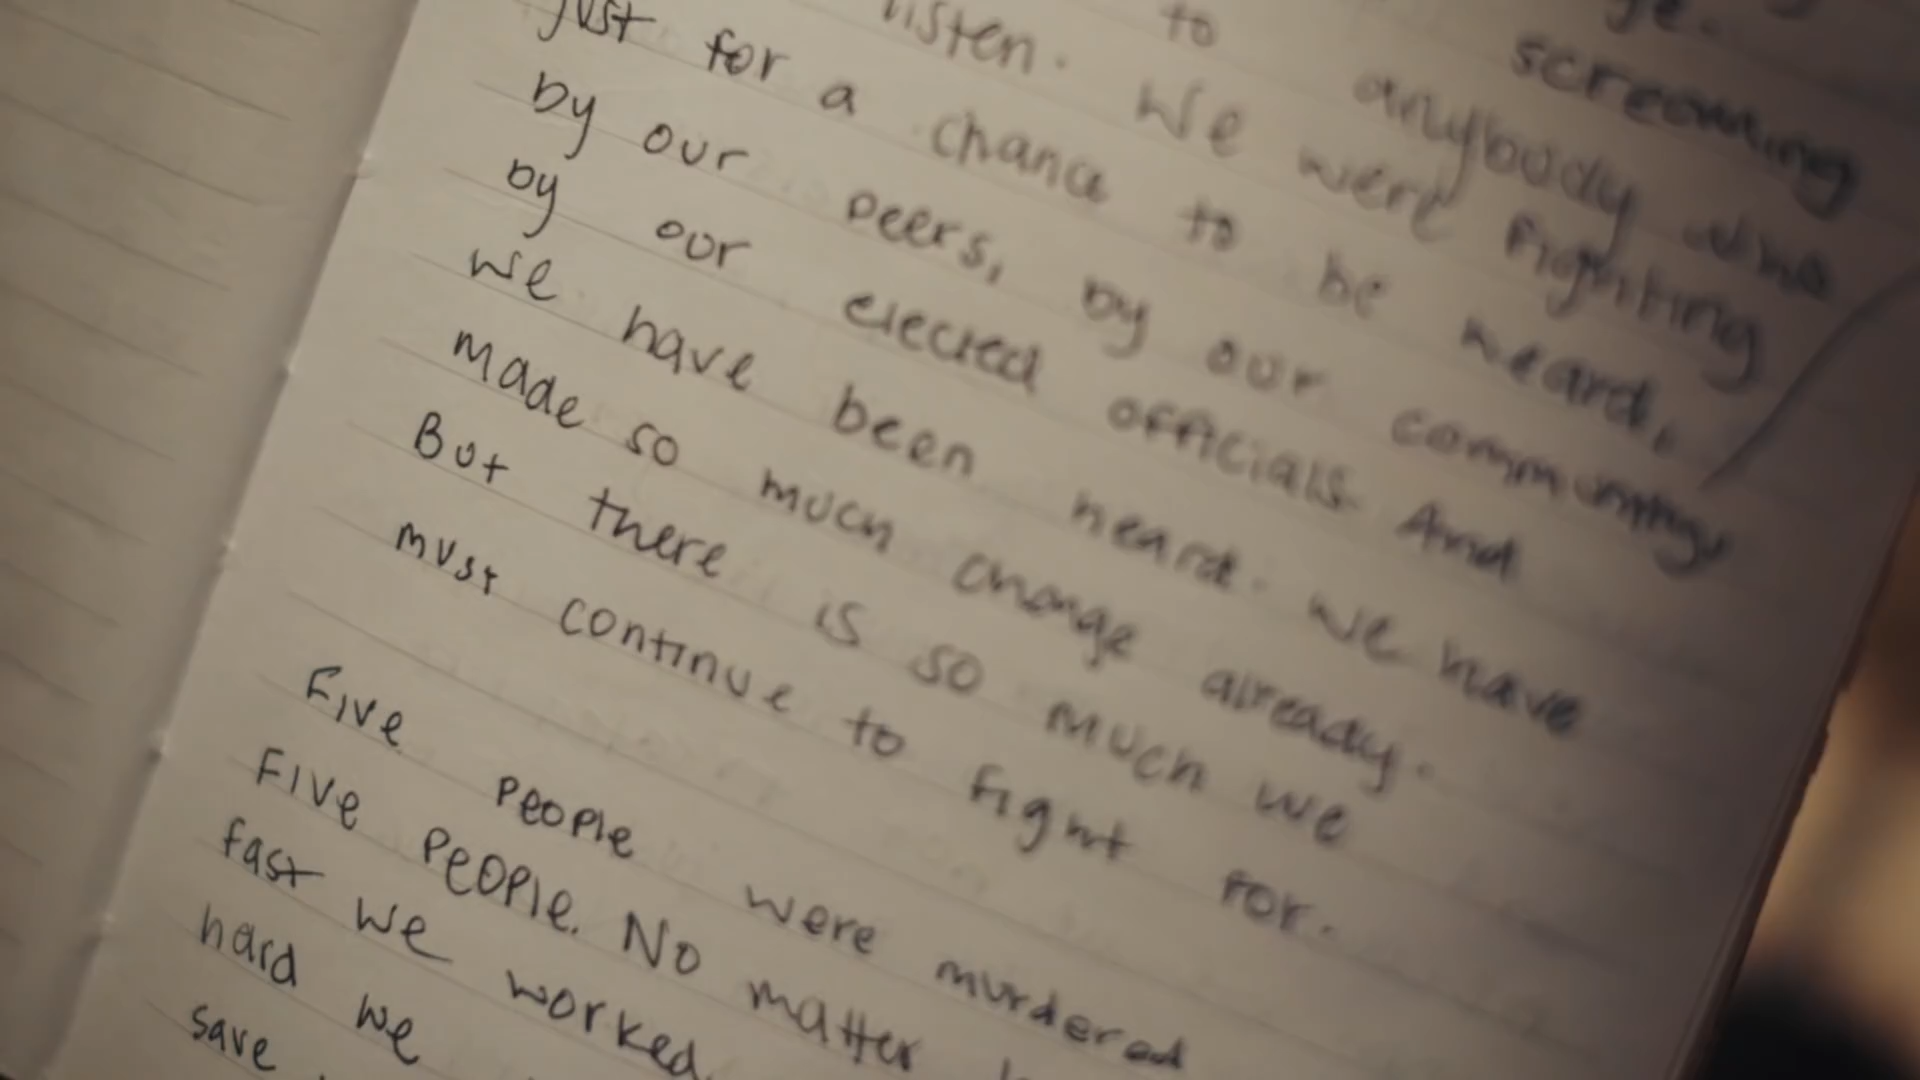 screaming
to anybody who
listen. We were fighting
just for a chance to be heard,
by our peers, by our community,
by our elected officials. And
we have been heard. We have
made so much change already.
But there is so much we
must continue to fight for.
Five people were murdered
Five people. No matter
fast we worked,
hard we
save